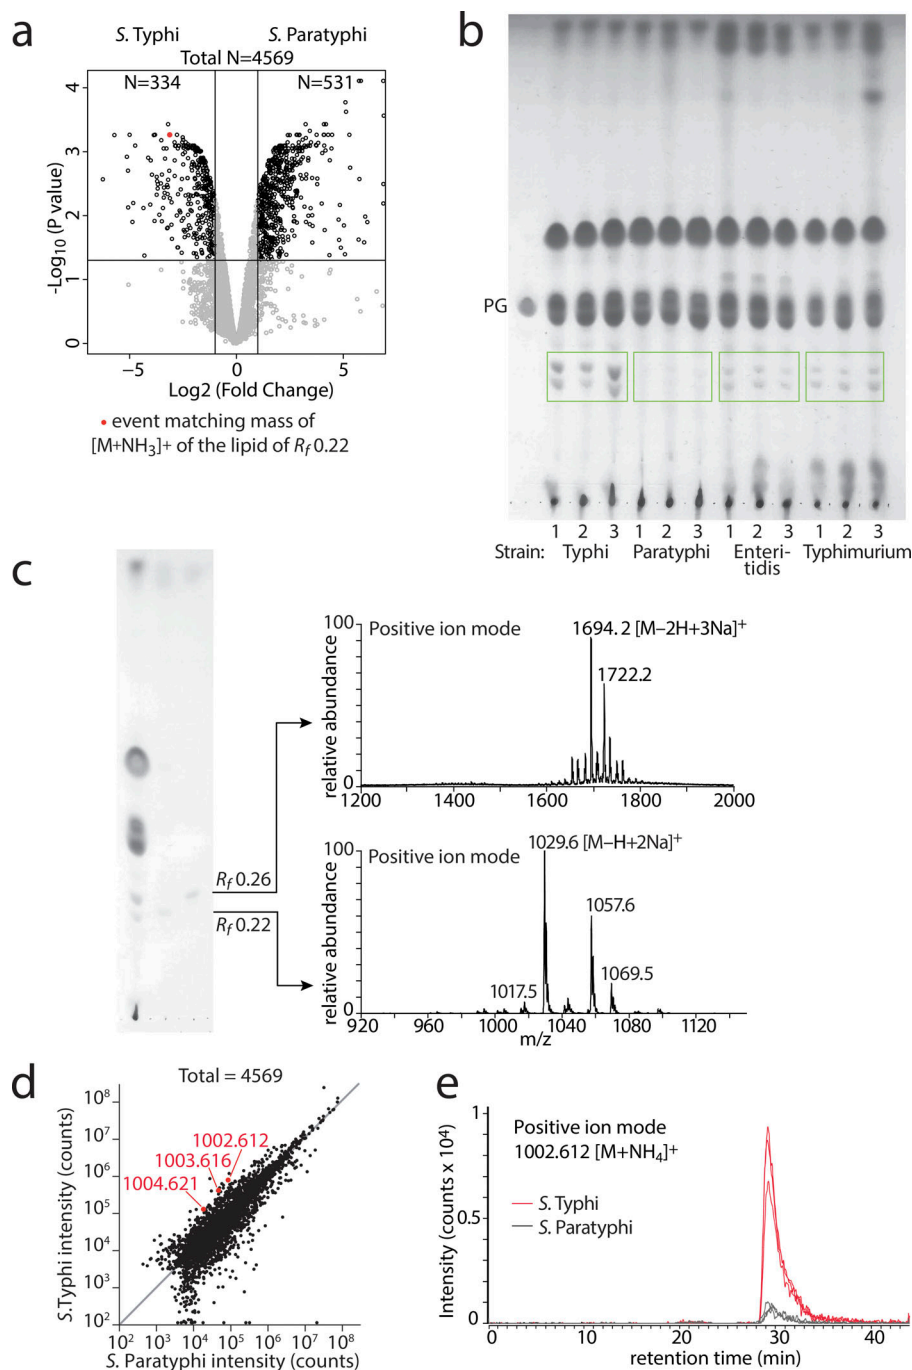 a
S. Typhi
S. Paratyphi
Total N=4569
N=334
N=531
4
3
2
1
0
-Log10 (P value)
−5
0
5
Log2 (Fold Change)
• event matching mass of
[M+NH3]+ of the lipid of Rf 0.22
b
PG
1 2 3 1 2 3 1 2 3 1 2 3
Strain: Typhi Paratyphi Enteri-tidis Typhimurium
c
Rf 0.26
Rf 0.22
Positive ion mode
1694.2 [M−2H+3Na]+
1722.2
100
0
relative abundance
1200 1400 1600 1800 2000
Positive ion mode
1029.6 [M−H+2Na]+
1057.6
1069.5
1017.5
100
0
relative abundance
920 960 1000 1040 1080 1120
m/z
d
Total = 4569
10^8
10^7
10^6
10^5
10^4
10^3
10^2
S.Typhi intensity (counts)
1002.612
1003.616
1004.621
10^2 10^3 10^4 10^5 10^6 10^7 10^8
S. Paratyphi intensity (counts)
e
Positive ion mode
1002.612 [M+NH4]+
S. Typhi
S. Paratyphi
1
0.5
0
Intensity (counts x 10^4)
0 10 20 30 40
retention time (min)